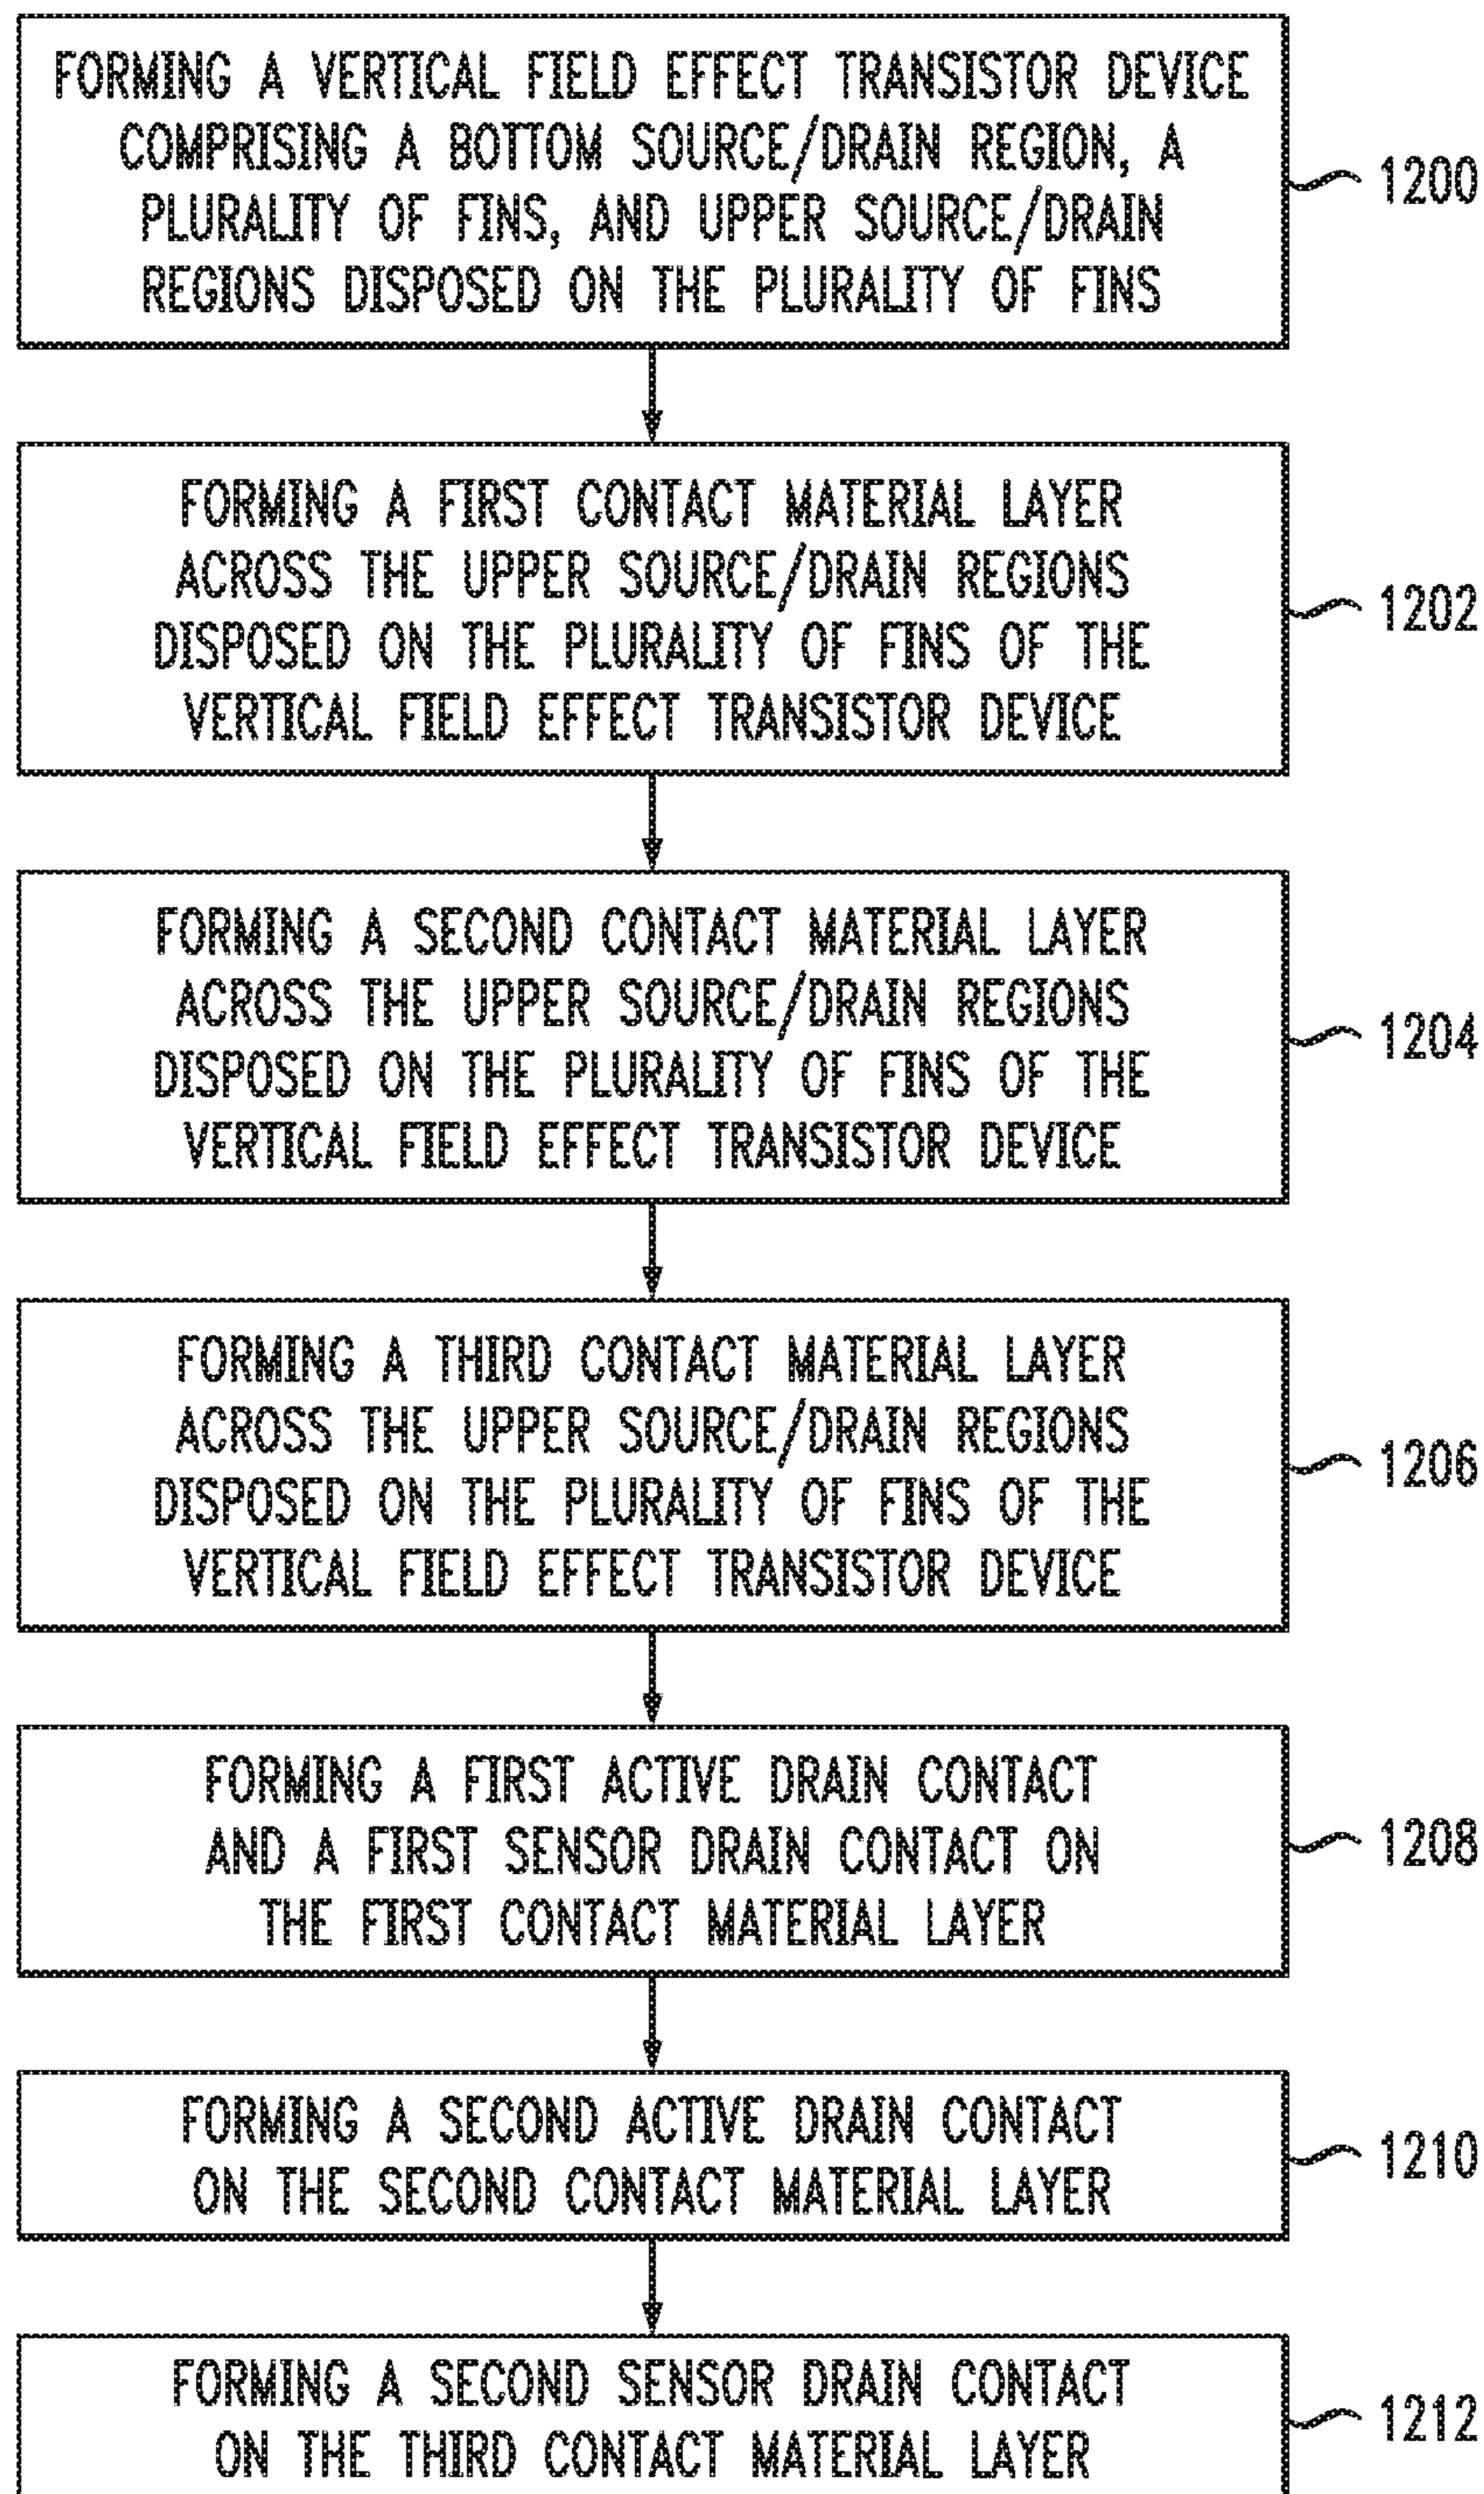 FORMING A VERTICAL FIELD EFFECT TRANSISTOR DEVICE
COMPRISING A BOTTOM SOURCE/DRAIN REGION, A
PLURALITY OF FINS, AND UPPER SOURCE/DRAIN
REGIONS DISPOSED ON THE PLURALITY OF FINS
1200
FORMING A FIRST CONTACT MATERIAL LAYER
ACROSS THE UPPER SOURCE/DRAIN REGIONS
DISPOSED ON THE PLURALITY OF FINS OF THE
VERTICAL FIELD EFFECT TRANSISTOR DEVICE
1202
FORMING A SECOND CONTACT MATERIAL LAYER
ACROSS THE UPPER SOURCE/DRAIN REGIONS
DISPOSED ON THE PLURALITY OF FINS OF THE
VERTICAL FIELD EFFECT TRANSISTOR DEVICE
1204
FORMING A THIRD CONTACT MATERIAL LAYER
ACROSS THE UPPER SOURCE/DRAIN REGIONS
DISPOSED ON THE PLURALITY OF FINS OF THE
VERTICAL FIELD EFFECT TRANSISTOR DEVICE
1206
FORMING A FIRST ACTIVE DRAIN CONTACT
AND A FIRST SENSOR DRAIN CONTACT ON
THE FIRST CONTACT MATERIAL LAYER
1208
FORMING A SECOND ACTIVE DRAIN CONTACT
ON THE SECOND CONTACT MATERIAL LAYER
1210
FORMING A SECOND SENSOR DRAIN CONTACT
ON THE THIRD CONTACT MATERIAL LAYER
1212